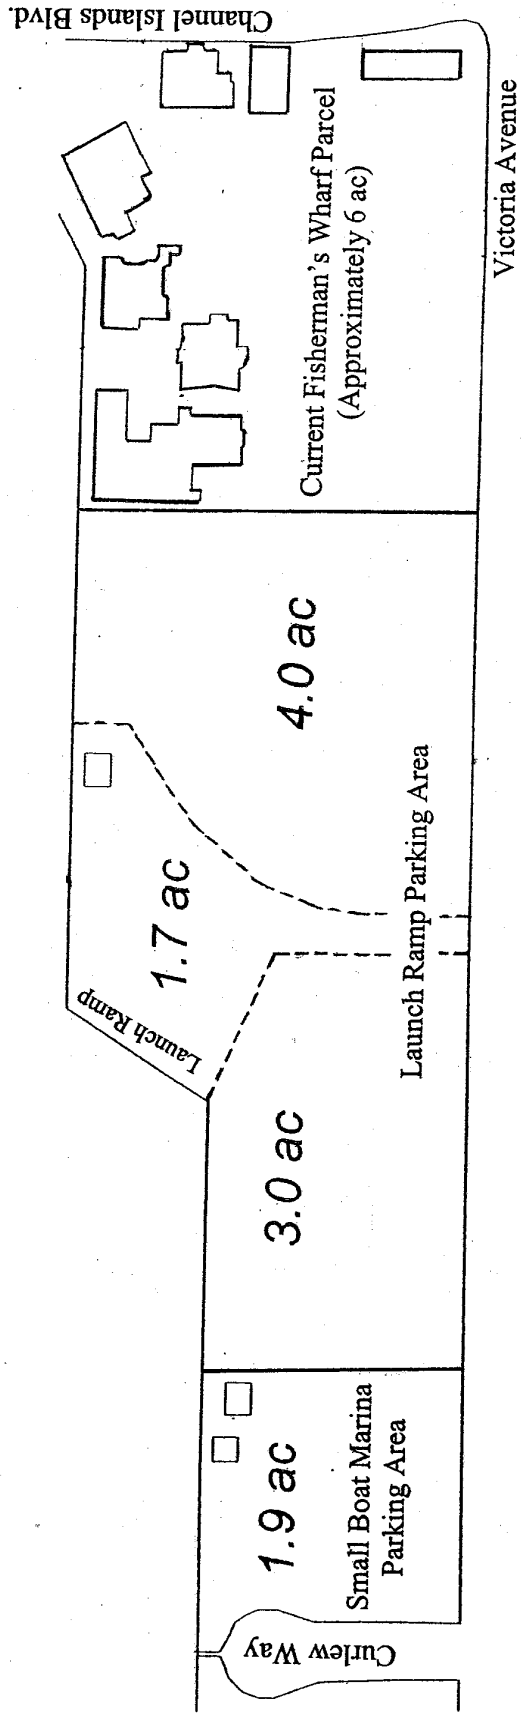 Channel Islands Blvd.
Victoria Avenue
Current Fisherman's Wharf Parcel
(Approximately 6 ac)
4.0 ac
1.7 ac
Launch Ramp
Launch Ramp Parking Area
3.0 ac
1.9 ac
Small Boat Marina
Parking Area
Curlew Way